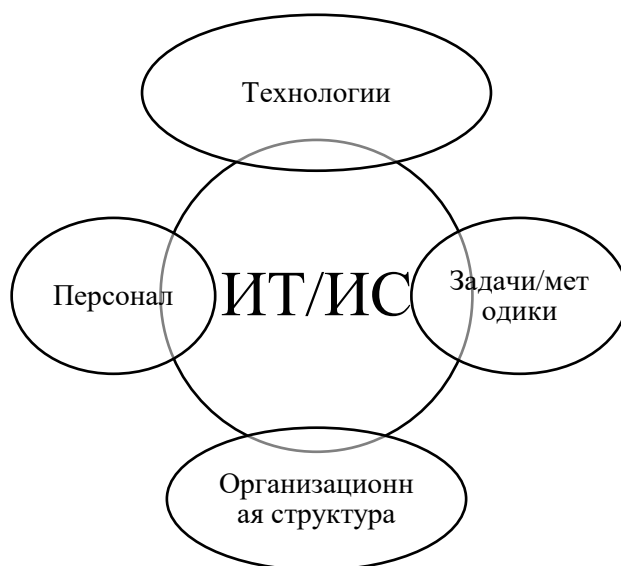 Технологии
Персонал
ИТ/ИС
Задачи/мет
одики
Организационн
ая структура